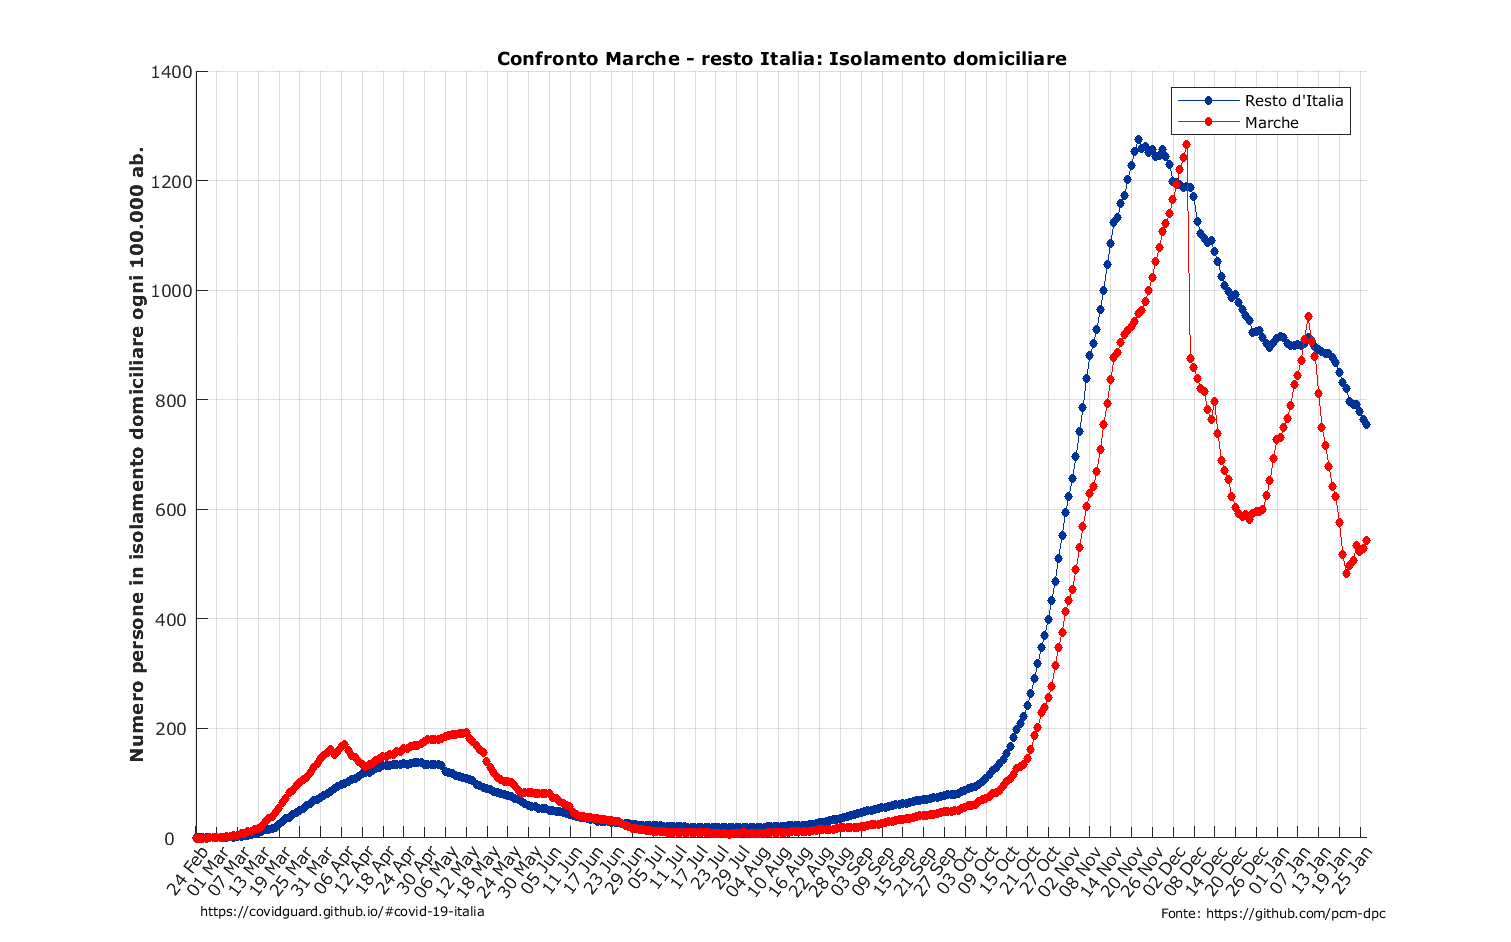 Confronto Marche - resto Italia: Isolamento domiciliare
Resto d'Italia
Marche
Numero persone in isolamento domiciliare ogni 100.000 ab.
1400
1200
1000
800
600
400
200
0
24 Feb
01 Mar
07 Mar
13 Mar
19 Mar
25 Mar
31 Mar
06 Apr
12 Apr
18 Apr
24 Apr
30 Apr
06 May
12 May
18 May
24 May
30 May
05 Jun
11 Jun
17 Jun
23 Jun
29 Jun
05 Jul
11 Jul
17 Jul
23 Jul
29 Jul
04 Aug
10 Aug
16 Aug
22 Aug
28 Aug
03 Sep
09 Sep
15 Sep
21 Sep
27 Sep
03 Oct
09 Oct
15 Oct
21 Oct
27 Oct
02 Nov
08 Nov
14 Nov
20 Nov
26 Nov
02 Dec
08 Dec
14 Dec
20 Dec
26 Dec
01 Jan
07 Jan
13 Jan
19 Jan
25 Jan
https://covidguard.github.io/#covid-19-italia
Fonte: https://github.com/pcm-dpc